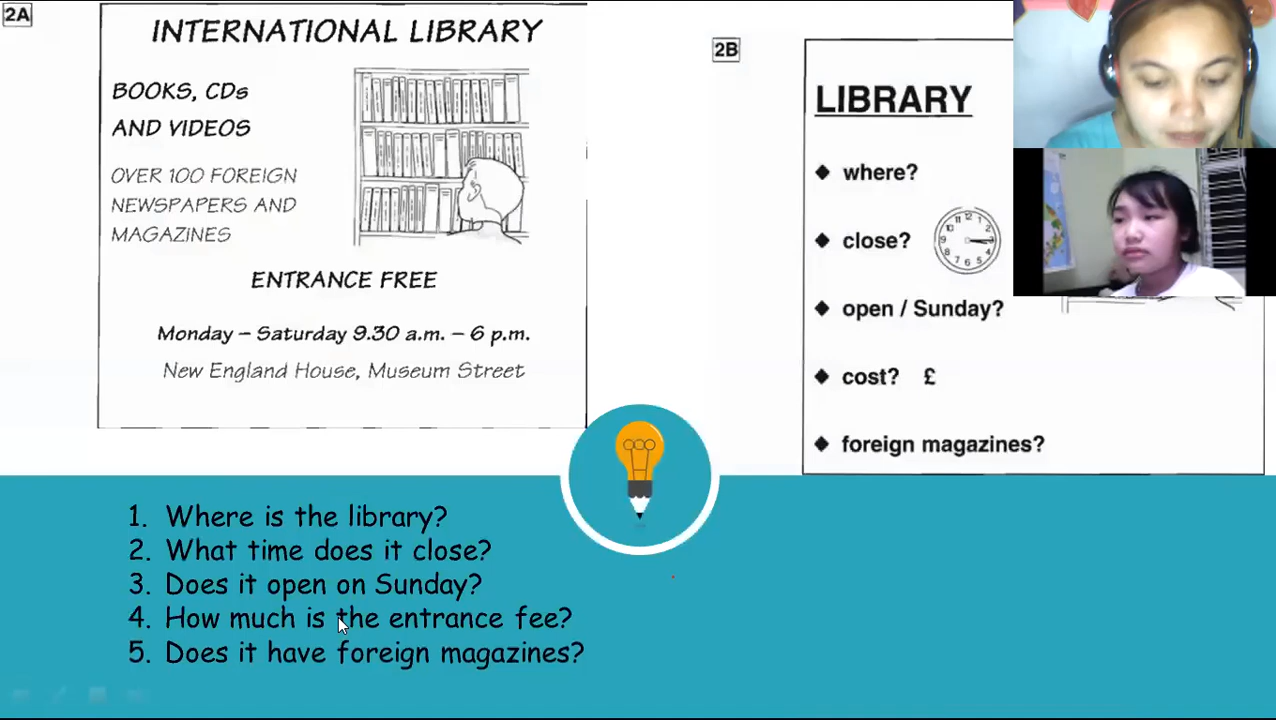 2A
INTERNATIONAL LIBRARY
BOOKS, CDs
AND VIDEOS
OVER 100 FOREIGN
NEWSPAPERS AND
MAGAZINES
ENTRANCE FREE
Monday – Saturday 9.30 a.m. – 6 p.m.
New England House, Museum Street
2B
LIBRARY
◆ where?
◆ close?
◆ open / Sunday?
◆ cost? £
◆ foreign magazines?
1. Where is the library?
2. What time does it close?
3. Does it open on Sunday?
4. How much is the entrance fee?
5. Does it have foreign magazines?